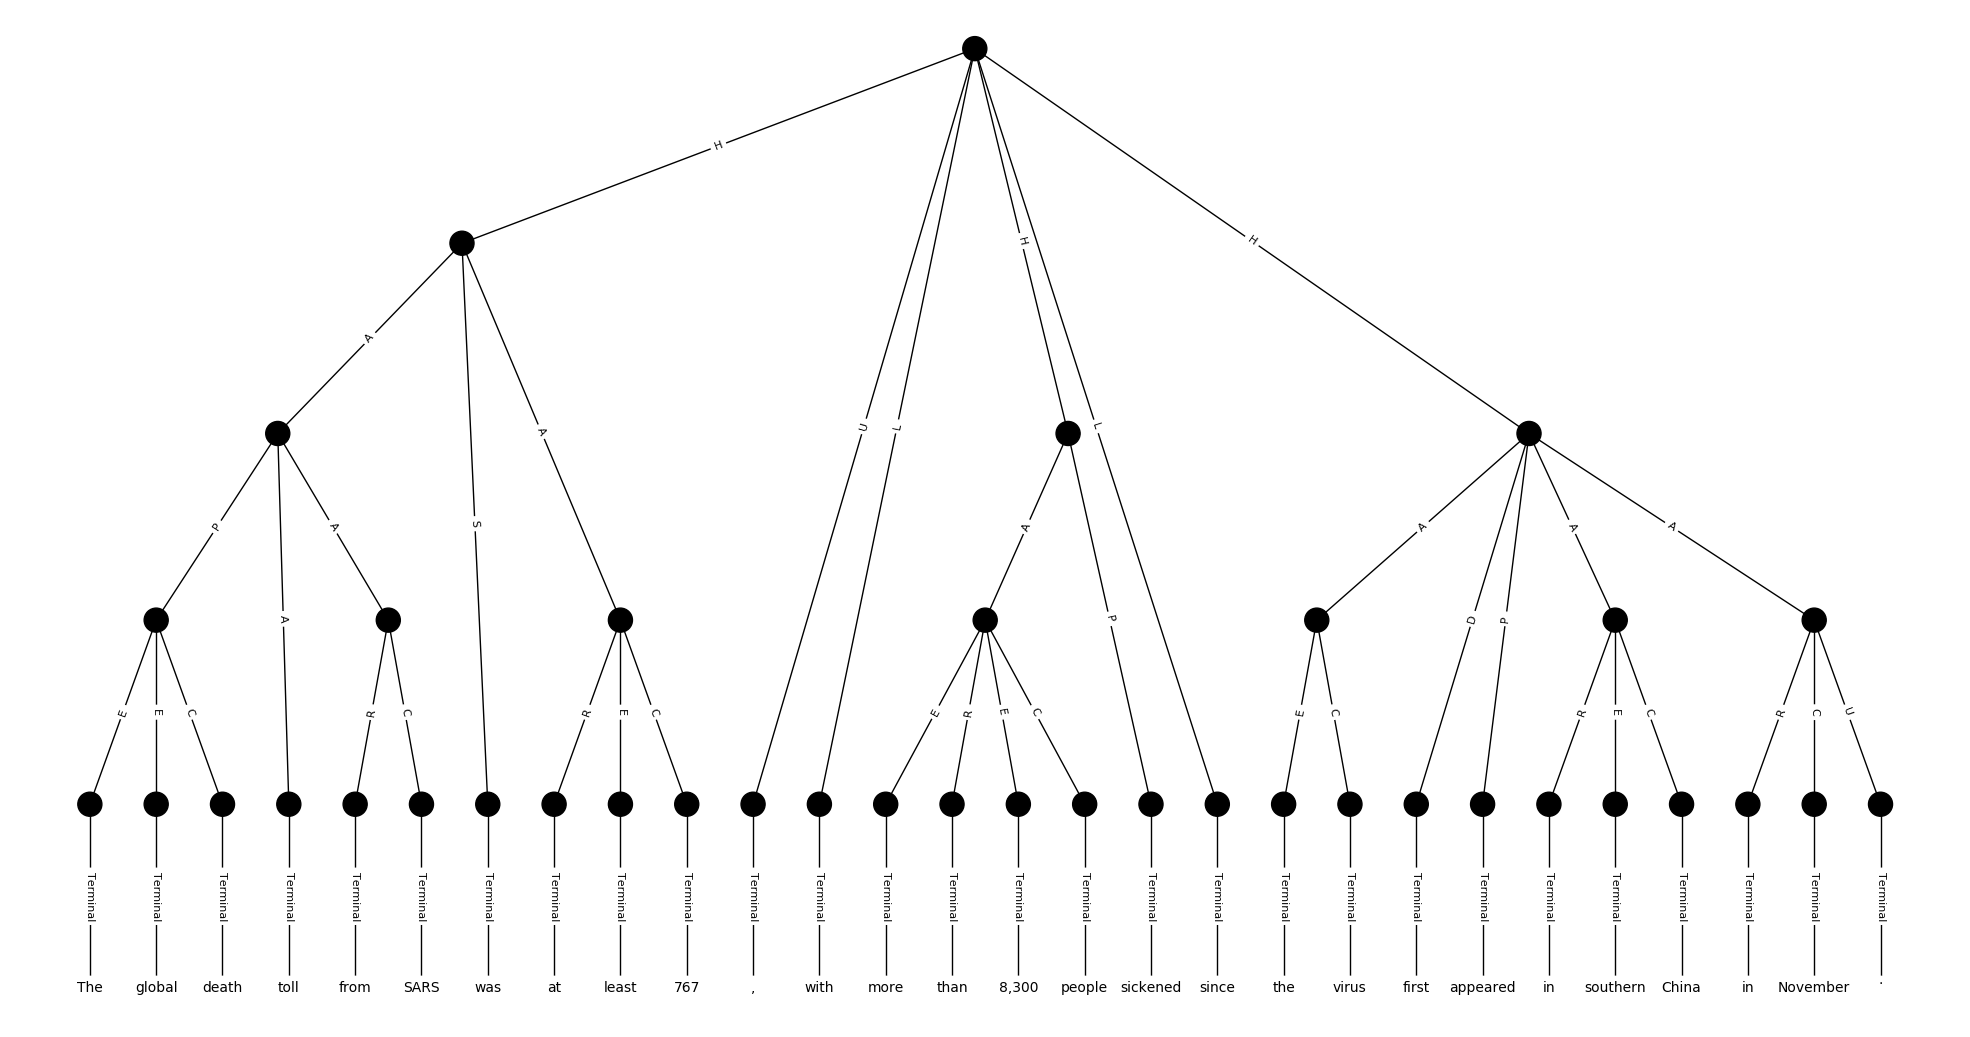 H
A
H
H
A
U
L
L
P
A
A
S
A
P
A
D
P
A
A
E
E
C
R
C
R
E
C
E
R
E
C
E
C
R
E
C
R
C
U
Terminal Terminal Terminal Terminal Terminal Terminal Terminal Terminal Terminal Terminal Terminal Terminal Terminal Terminal Terminal Terminal Terminal Terminal Terminal Terminal Terminal Terminal Terminal Terminal Terminal Terminal Terminal Terminal
The global death toll from SARS was at least 767 , with more than 8,300 people sickened since the virus first appeared in southern China in November .